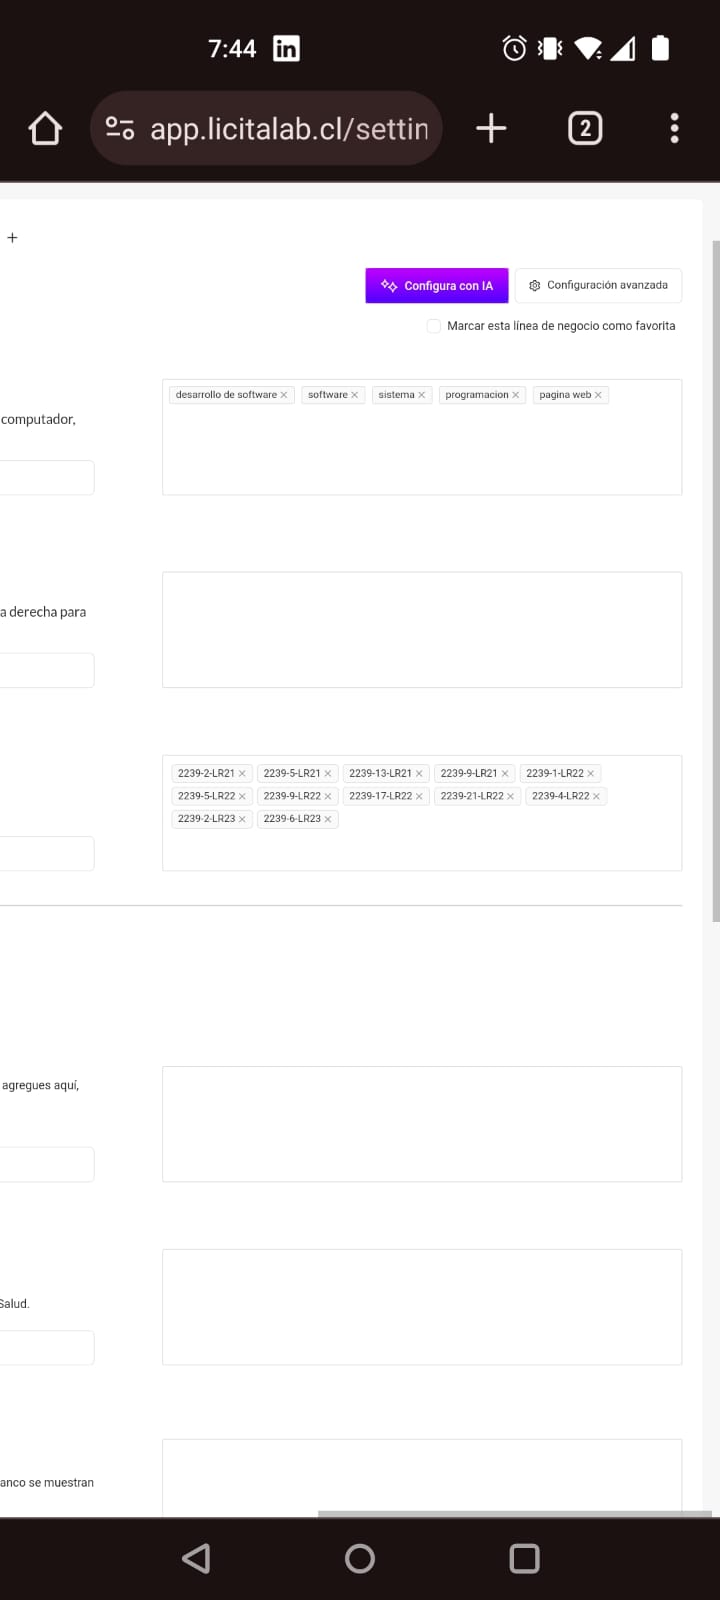 7:44 in
app.licitalab.cl/settin
2
+
Configura con IA
Configuración avanzada
Marcar esta línea de negocio como favorita
desarrollo de software × software × sistema × programacion × pagina web ×
computador,
a derecha para
2239-2-LR21 × 2239-5-LR21 × 2239-13-LR21 × 2239-9-LR21 × 2239-1-LR22 ×
2239-5-LR22 × 2239-9-LR22 × 2239-17-LR22 × 2239-21-LR22 × 2239-4-LR22 ×
2239-2-LR23 × 2239-6-LR23 ×
agregues aquí,
Salud.
anco se muestran